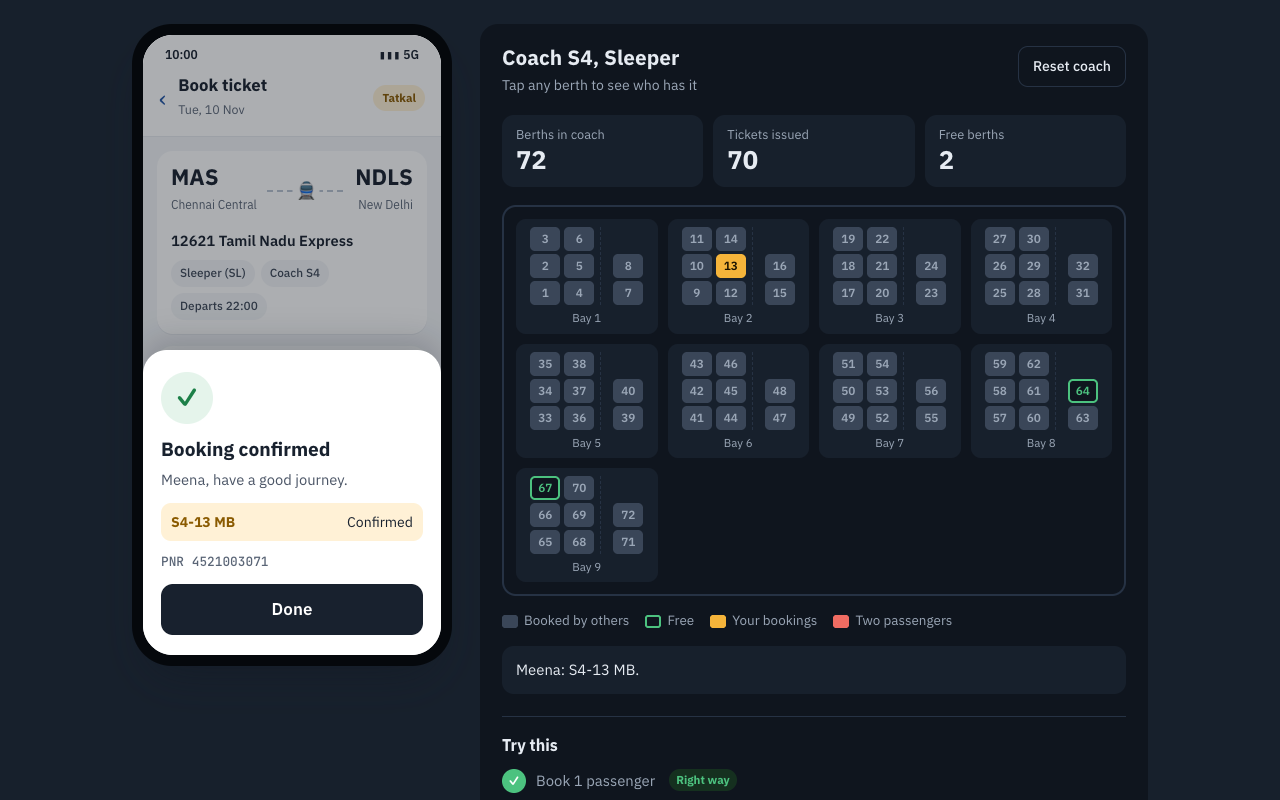 10:00 5G
‹ Book ticket
Tue, 10 Nov
Tatkal
MAS NDLS
Chennai Central New Delhi
12621 Tamil Nadu Express
Sleeper (SL) Coach S4
Departs 22:00
Booking confirmed
Meena, have a good journey.
S4-13 MB Confirmed
PNR 4521003071
Done
Coach S4, Sleeper
Tap any berth to see who has it
Reset coach
Berths in coach Tickets issued Free berths
72 70 2
3 6 11 14 19 22 27 30
2 5 8 10 13 16 18 21 24 26 29 32
1 4 7 9 12 15 17 20 23 25 28 31
Bay 1 Bay 2 Bay 3 Bay 4
35 38 43 46 51 54 59 62
34 37 40 42 45 48 50 53 56 58 61 64
33 36 39 41 44 47 49 52 55 57 60 63
Bay 5 Bay 6 Bay 7 Bay 8
67 70
66 69 72
65 68 71
Bay 9
Booked by others Free Your bookings Two passengers
Meena: S4-13 MB.
Try this
Book 1 passenger Right way